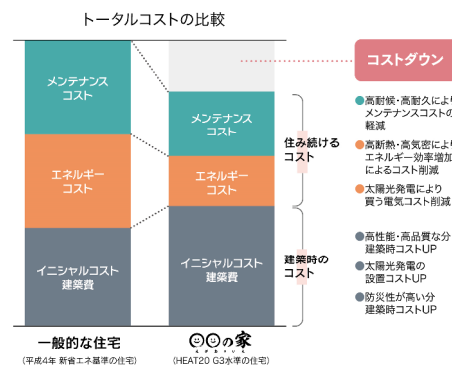 トータルコストの比較
メンテナンス
コスト
エネルギー
コスト
イニシャルコスト
建築費
一般的な住宅
(平成4年 新省エネ基準の住宅)
メンテナンス
コスト
エネルギー
コスト
イニシャルコスト
建築費
の家
(HEAT20 G3水準の住宅)
住み続ける
コスト
建築時の
コスト
コストダウン
●高耐候・高耐久により
メンテナンスコストの
軽減
●高断熱・高気密により
エネルギー効率増加
によるコスト削減
●太陽光発電により
買う電気コスト削減
●高性能・高品質な分
建築時コストUP
●太陽光発電の
設置コストUP
●防災性が高い分
建築時コストUP